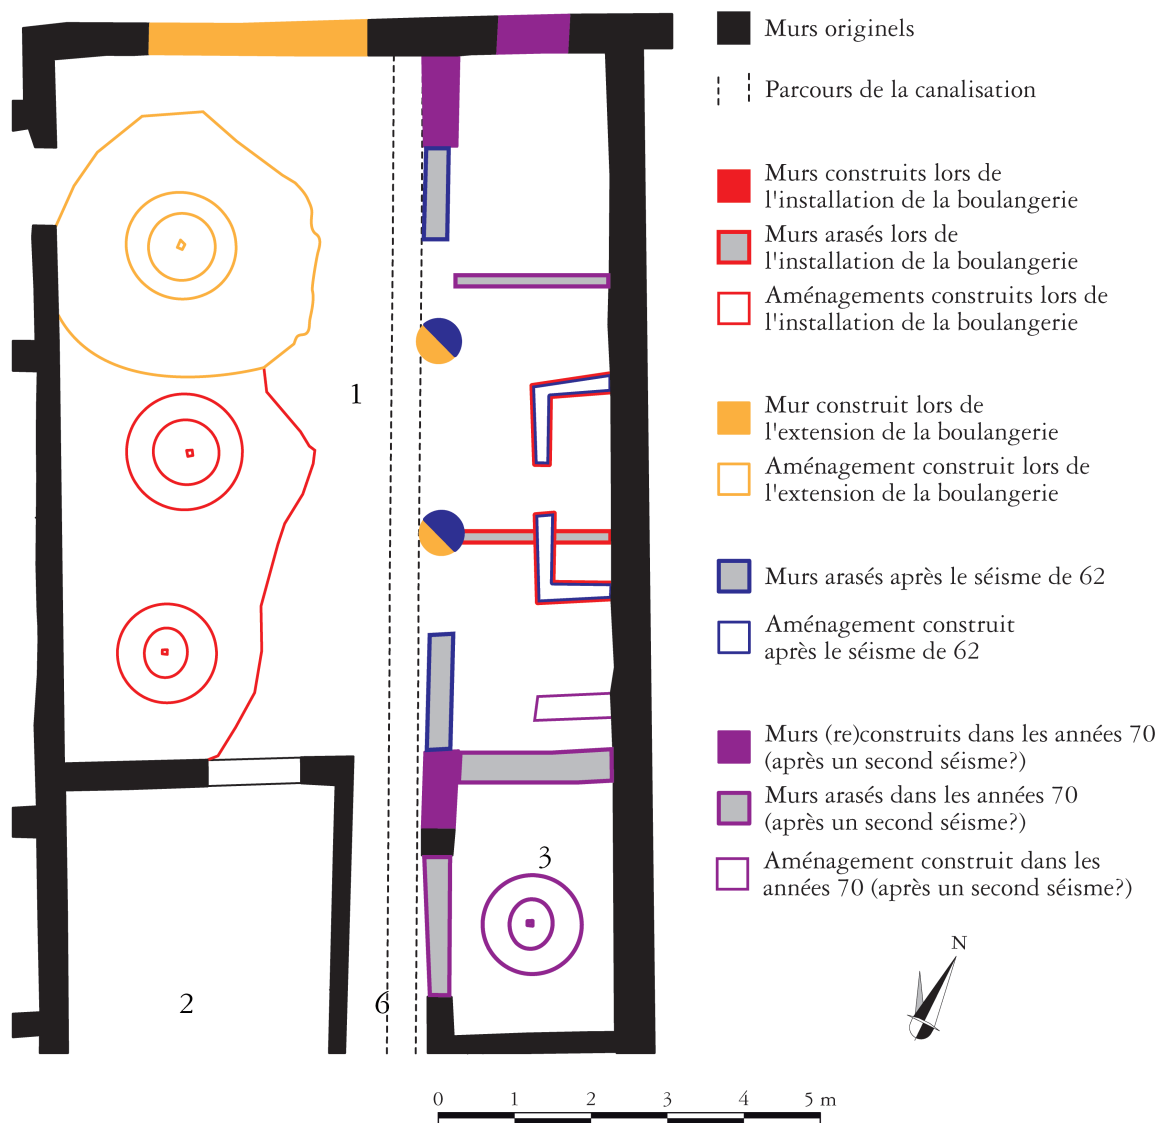 Murs originels
Parcours de la canalisation
Murs construits lors de
l'installation de la boulangerie
Murs arasés lors de
l'installation de la boulangerie
Aménagements construits lors de
l'installation de la boulangerie
Mur construit lors de
l'extension de la boulangerie
Aménagement construit lors de
l'extension de la boulangerie
Murs arasés après le séisme de 62
Aménagement construit
après le séisme de 62
Murs (re)construits dans les années 70
(après un second séisme?)
Murs arasés dans les années 70
(après un second séisme?)
Aménagement construit dans les
années 70 (après un second séisme?)
1
3
2
6
N
0 1 2 3 4 5 m